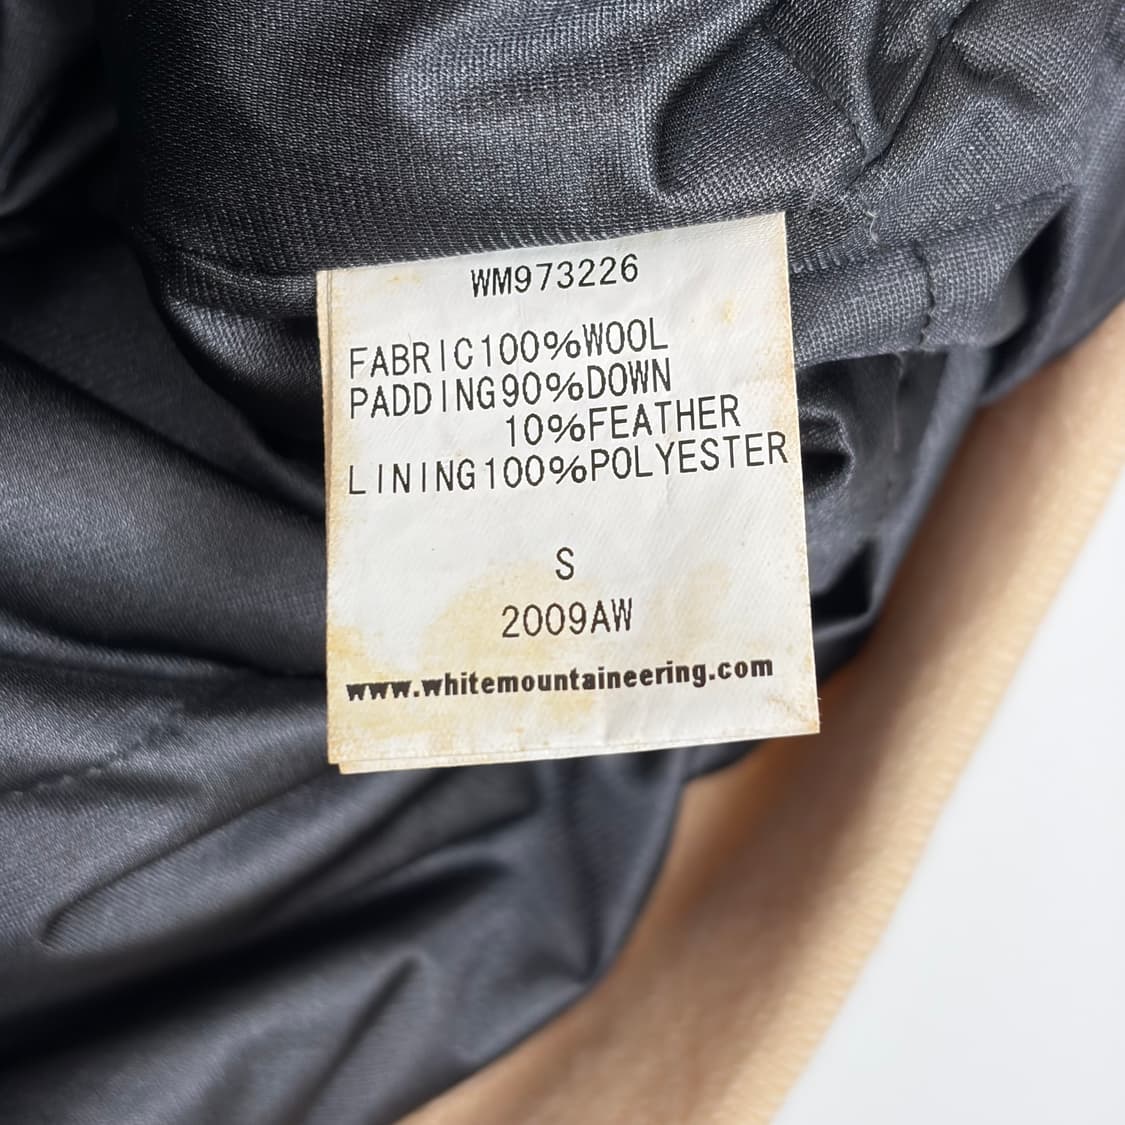 WM973226
FABRIC100%WOOL
PADDING90%DOWN
10%FEATHER
LINING100%POLYESTER
S
2009AW
www.whitemountaineering.com